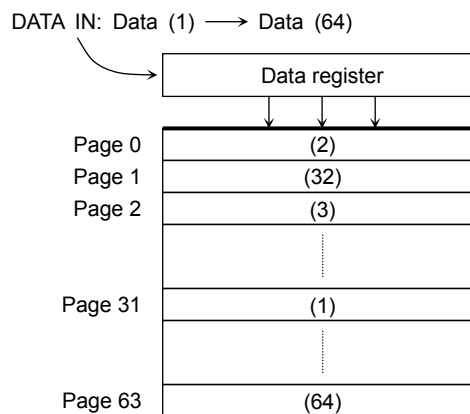 DATA IN: Data (1) ⟶ Data (64)
Data register
Page 0 (2)
Page 1 (32)
Page 2 (3)
Page 31 (1)
Page 63 (64)